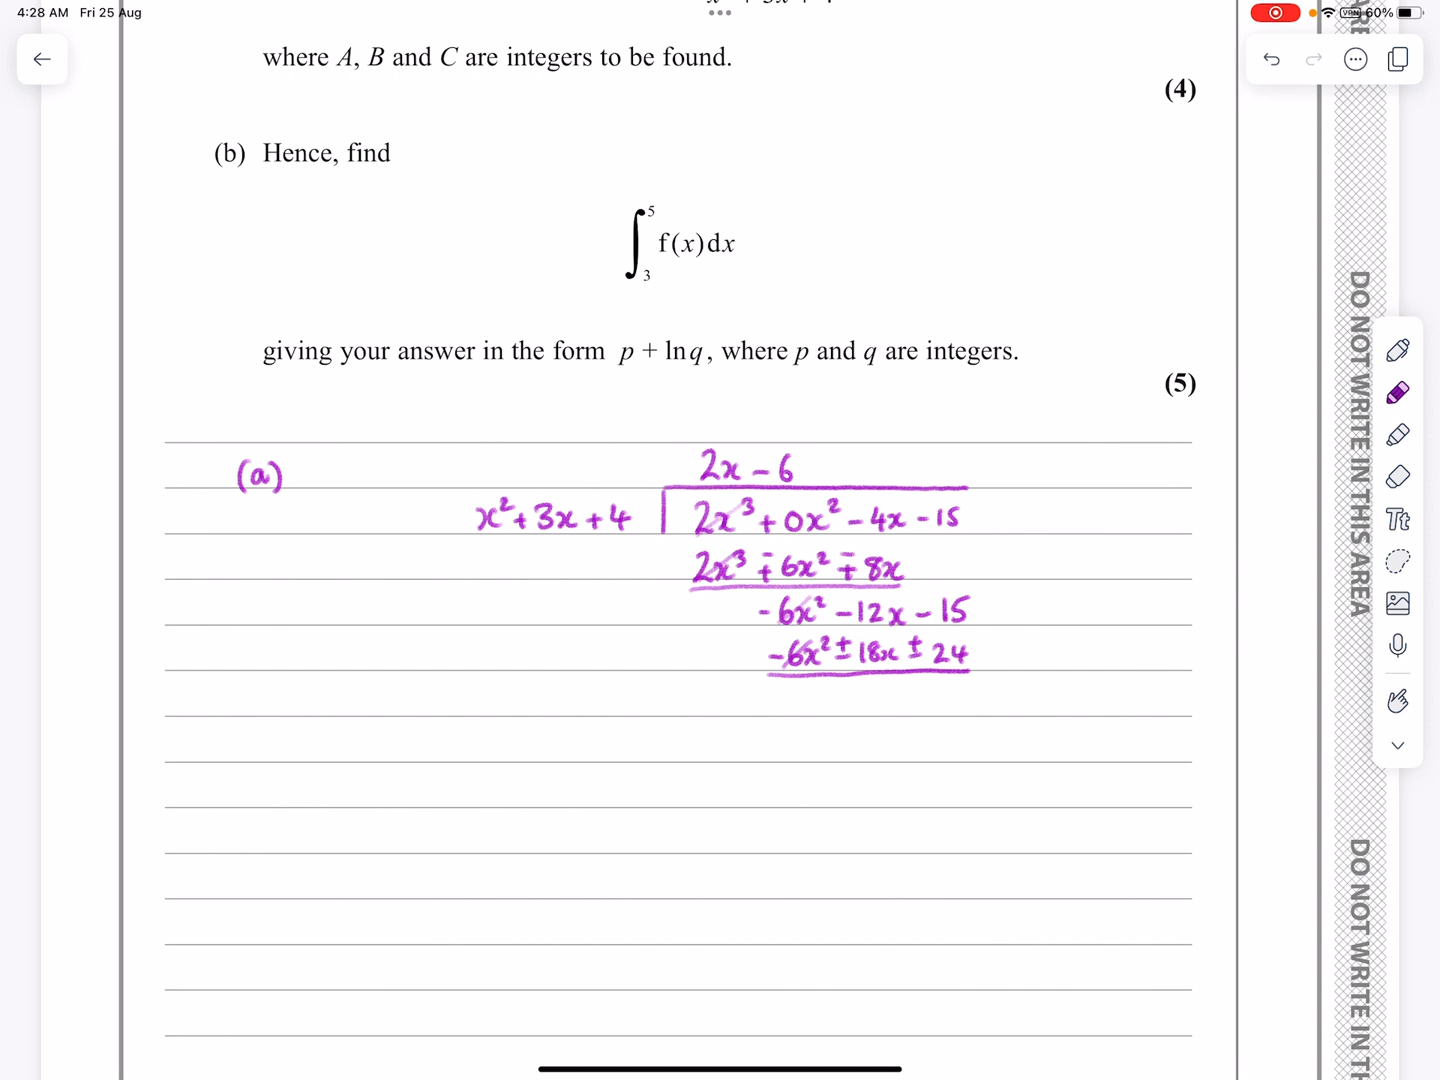 4:28 AM Fri 25 Aug
VPN 60%
where A, B and C are integers to be found.
(4)
(b) Hence, find
∫₃⁵ f(x)dx
giving your answer in the form p + ln q, where p and q are integers.
(5)
(a)
2x - 6
x² + 3x + 4 | 2x³ + 0x² - 4x - 15
2x³ ∓ 6x² ∓ 8x
-6x² - 12x - 15
-6x² ± 18x ± 24
Tt
DO NOT WRITE IN THIS AREA
DO NOT WRITE IN TH